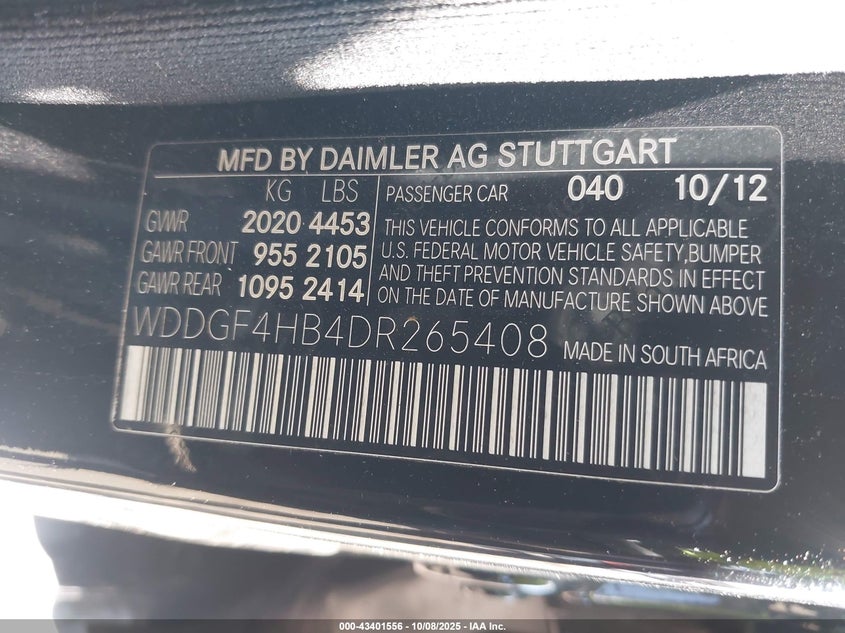 MFD BY DAIMLER AG STUTTGART
KG LBS
GVWR 2020 4453
GAWR FRONT 955 2105
GAWR REAR 1095 2414
PASSENGER CAR 040 10/12
THIS VEHICLE CONFORMS TO ALL APPLICABLE
U.S. FEDERAL MOTOR VEHICLE SAFETY,BUMPER
AND THEFT PREVENTION STANDARDS IN EFFECT
ON THE DATE OF MANUFACTURE SHOWN ABOVE
WDDGF4HB4DR265408 MADE IN SOUTH AFRICA
000-43401556 - 10/08/2025 - IAA Inc.